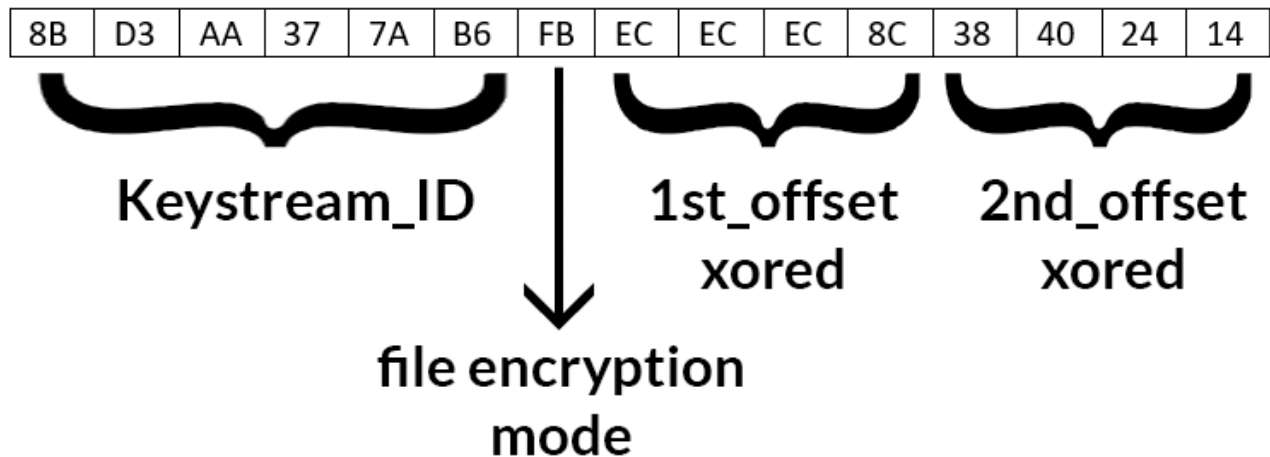 8B D3 AA 37 7A B6 FB EC EC EC 8C 38 40 24 14
Keystream_ID
1st_offset
xored
2nd_offset
xored
file encryption
mode